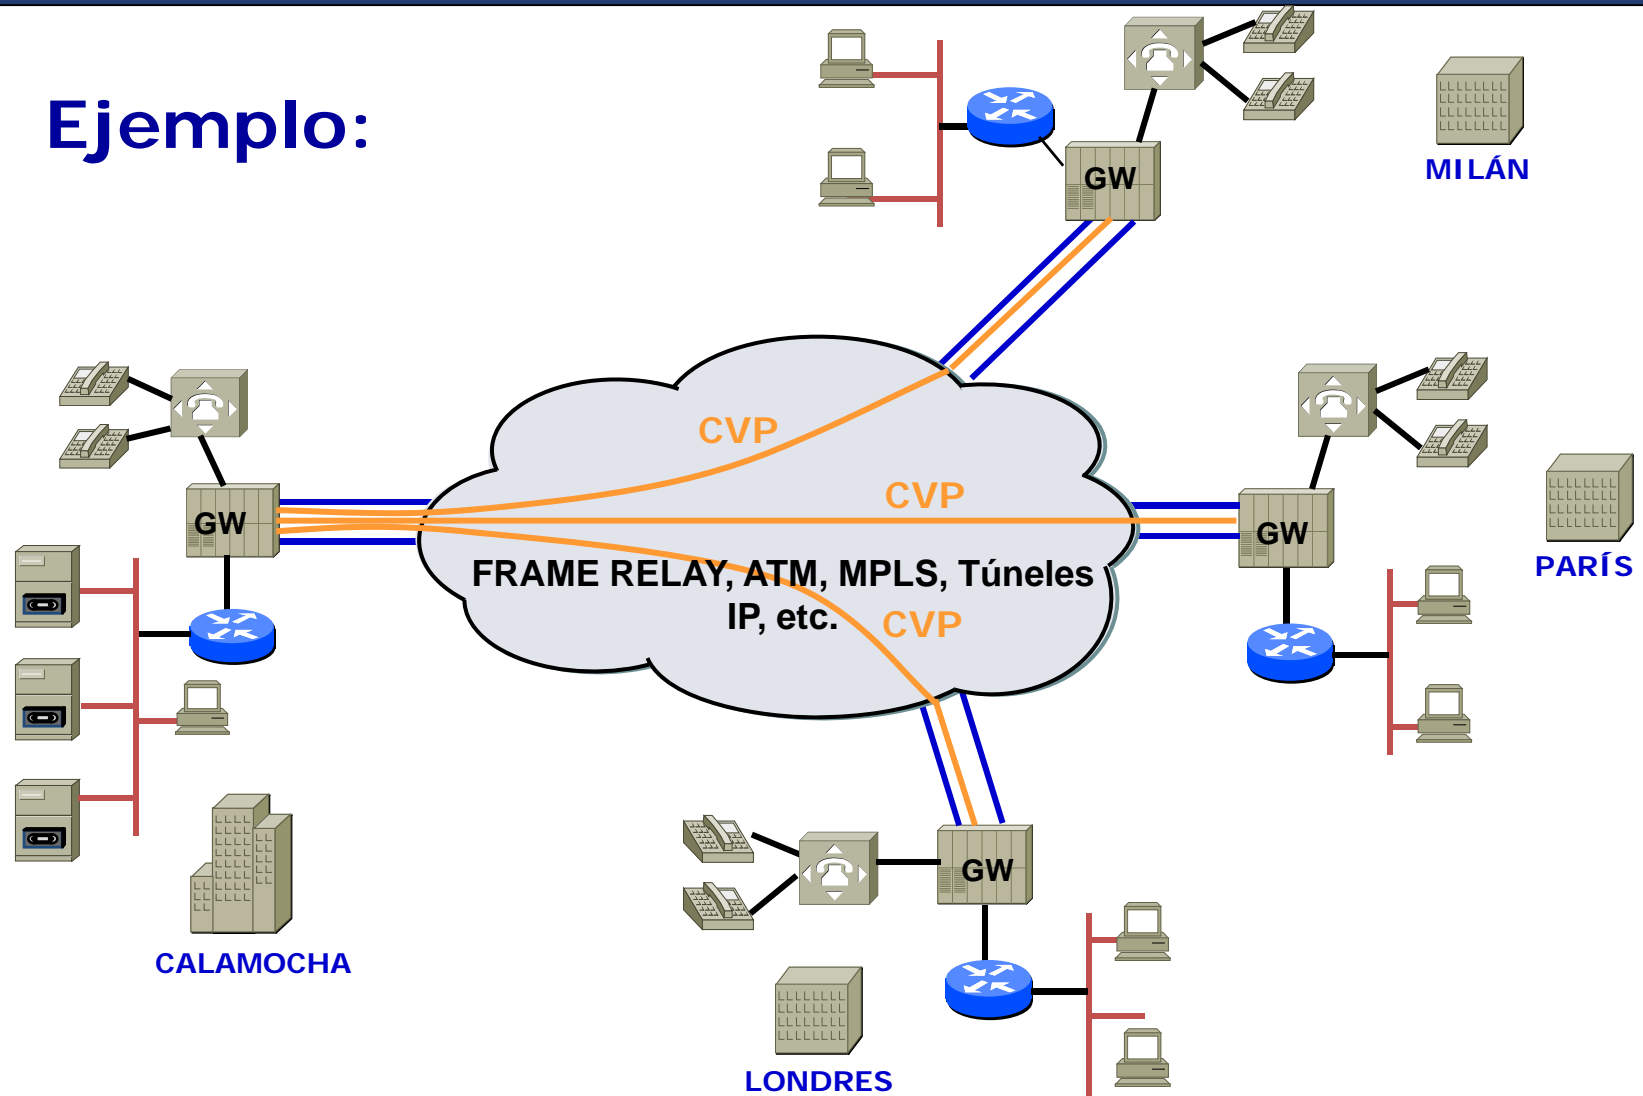 Ejemplo:
GW
MILÁN
CVP
CVP
GW
GW
PARÍS
FRAME RELAY, ATM, MPLS, Túneles
IP, etc.
CVP
GW
CALAMOCHA
LONDRES